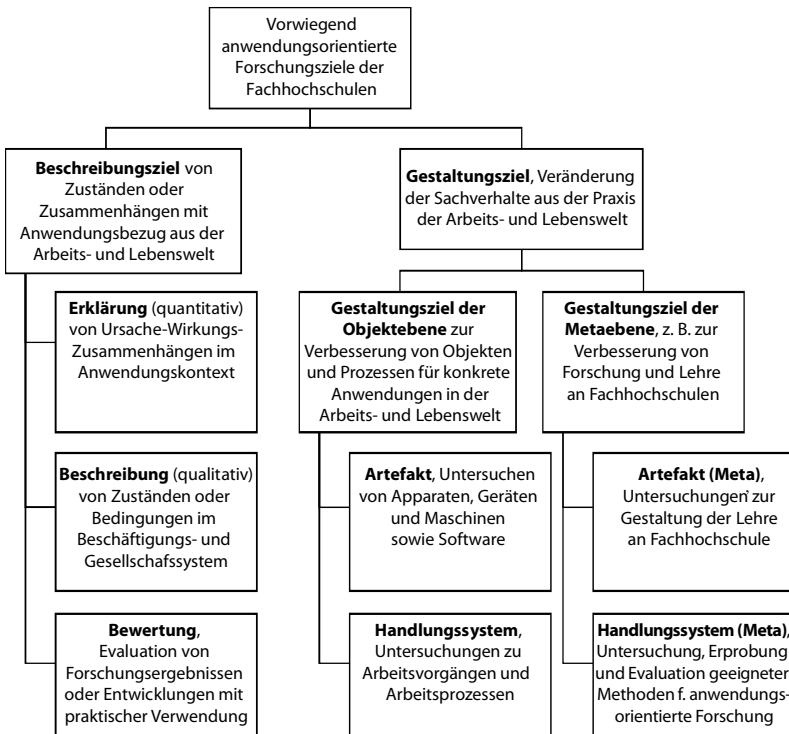 Vorwiegend
anwendungsorientierte
Forschungsziele der
Fachhochschulen
Beschreibungsziel von
Zuständen oder
Zusammenhängen mit
Anwendungsbezug aus der
Arbeits- und Lebenswelt
Gestaltungsziel, Veränderung
der Sachverhalte aus der Praxis
der Arbeits- und Lebenswelt
Erklärung (quantitativ)
von Ursache-Wirkungs-
Zusammenhängen im
Anwendungskontext
Gestaltungsziel der
Objektebene zur
Verbesserung von Objekten
und Prozessen für konkrete
Anwendungen in der
Arbeits- und Lebenswelt
Gestaltungsziel der
Metaebene, z. B. zur
Verbesserung von
Forschung und Lehre
an Fachhochschulen
Beschreibung (qualitativ)
von Zuständen oder
Bedingungen im
Beschäftigungs- und
Gesellschafssystem
Artefakt, Untersuchen
von Apparaten, Geräten
und Maschinen
sowie Software
Artefakt (Meta),
Untersuchungen zur
Gestaltung der Lehre
an Fachhochschule
Bewertung,
Evaluation von
Forschungsergebnissen
oder Entwicklungen mit
praktischer Verwendung
Handlungssystem,
Untersuchungen zu
Arbeitsvorgängen und
Arbeitsprozessen
Handlungssystem (Meta),
Untersuchung, Erprobung
und Evaluation geeigneter
Methoden f. anwendungs-
orientierte Forschung